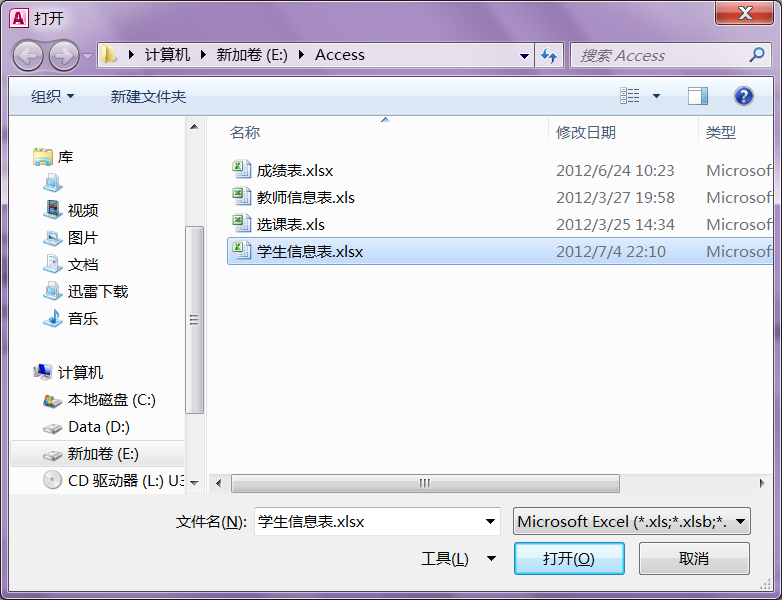 打开
计算机 新加卷 (E:) Access
搜索 Access
组织 新建文件夹
名称 修改日期 类型
成绩表.xlsx 2012/6/24 10:23 Microsof
教师信息表.xls 2012/3/27 19:58 Microsof
选课表.xls 2012/3/25 14:34 Microsof
学生信息表.xlsx 2012/7/4 22:10 Microsof
库
视频
图片
文档
迅雷下载
音乐
计算机
本地磁盘 (C:)
Data (D:)
新加卷 (E:)
CD 驱动器 (L:) U3
文件名(N): 学生信息表.xlsx Microsoft Excel (*.xls;*.xlsb;*.
工具(L) 打开(O) 取消